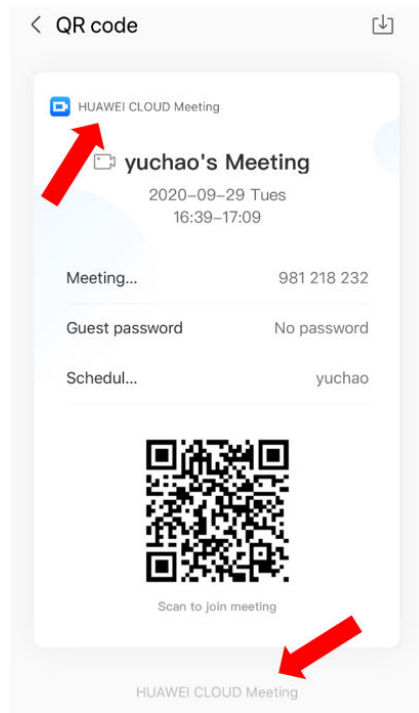 QR code
HUAWEI CLOUD Meeting
yuchao's Meeting
2020-09-29 Tues
16:39-17:09
Meeting... 981 218 232
Guest password No password
Schedul... yuchao
Scan to join meeting
HUAWEI CLOUD Meeting